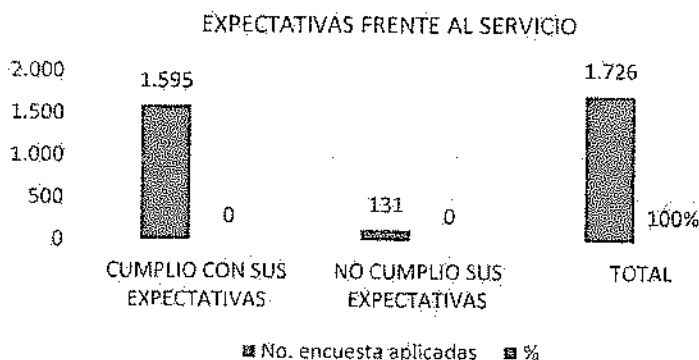 EXPECTATIVAS FRENTE AL SERVICIO
2.000
1.500
1.000
500
0
1.595
0
131
0
1.726
100%
CUMPLIO CON SUS
EXPECTATIVAS
NO CUMPLIO SUS
EXPECTATIVAS
TOTAL
No. encuesta aplicadas
%